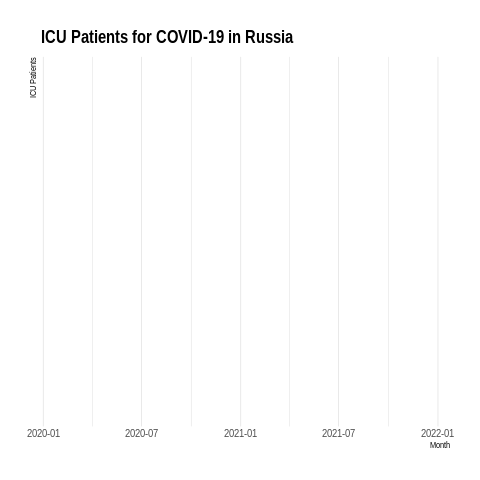 ICU Patients for COVID-19 in Russia
ICU Patients
2020-01 2020-07 2021-01 2021-07 2022-01
Month